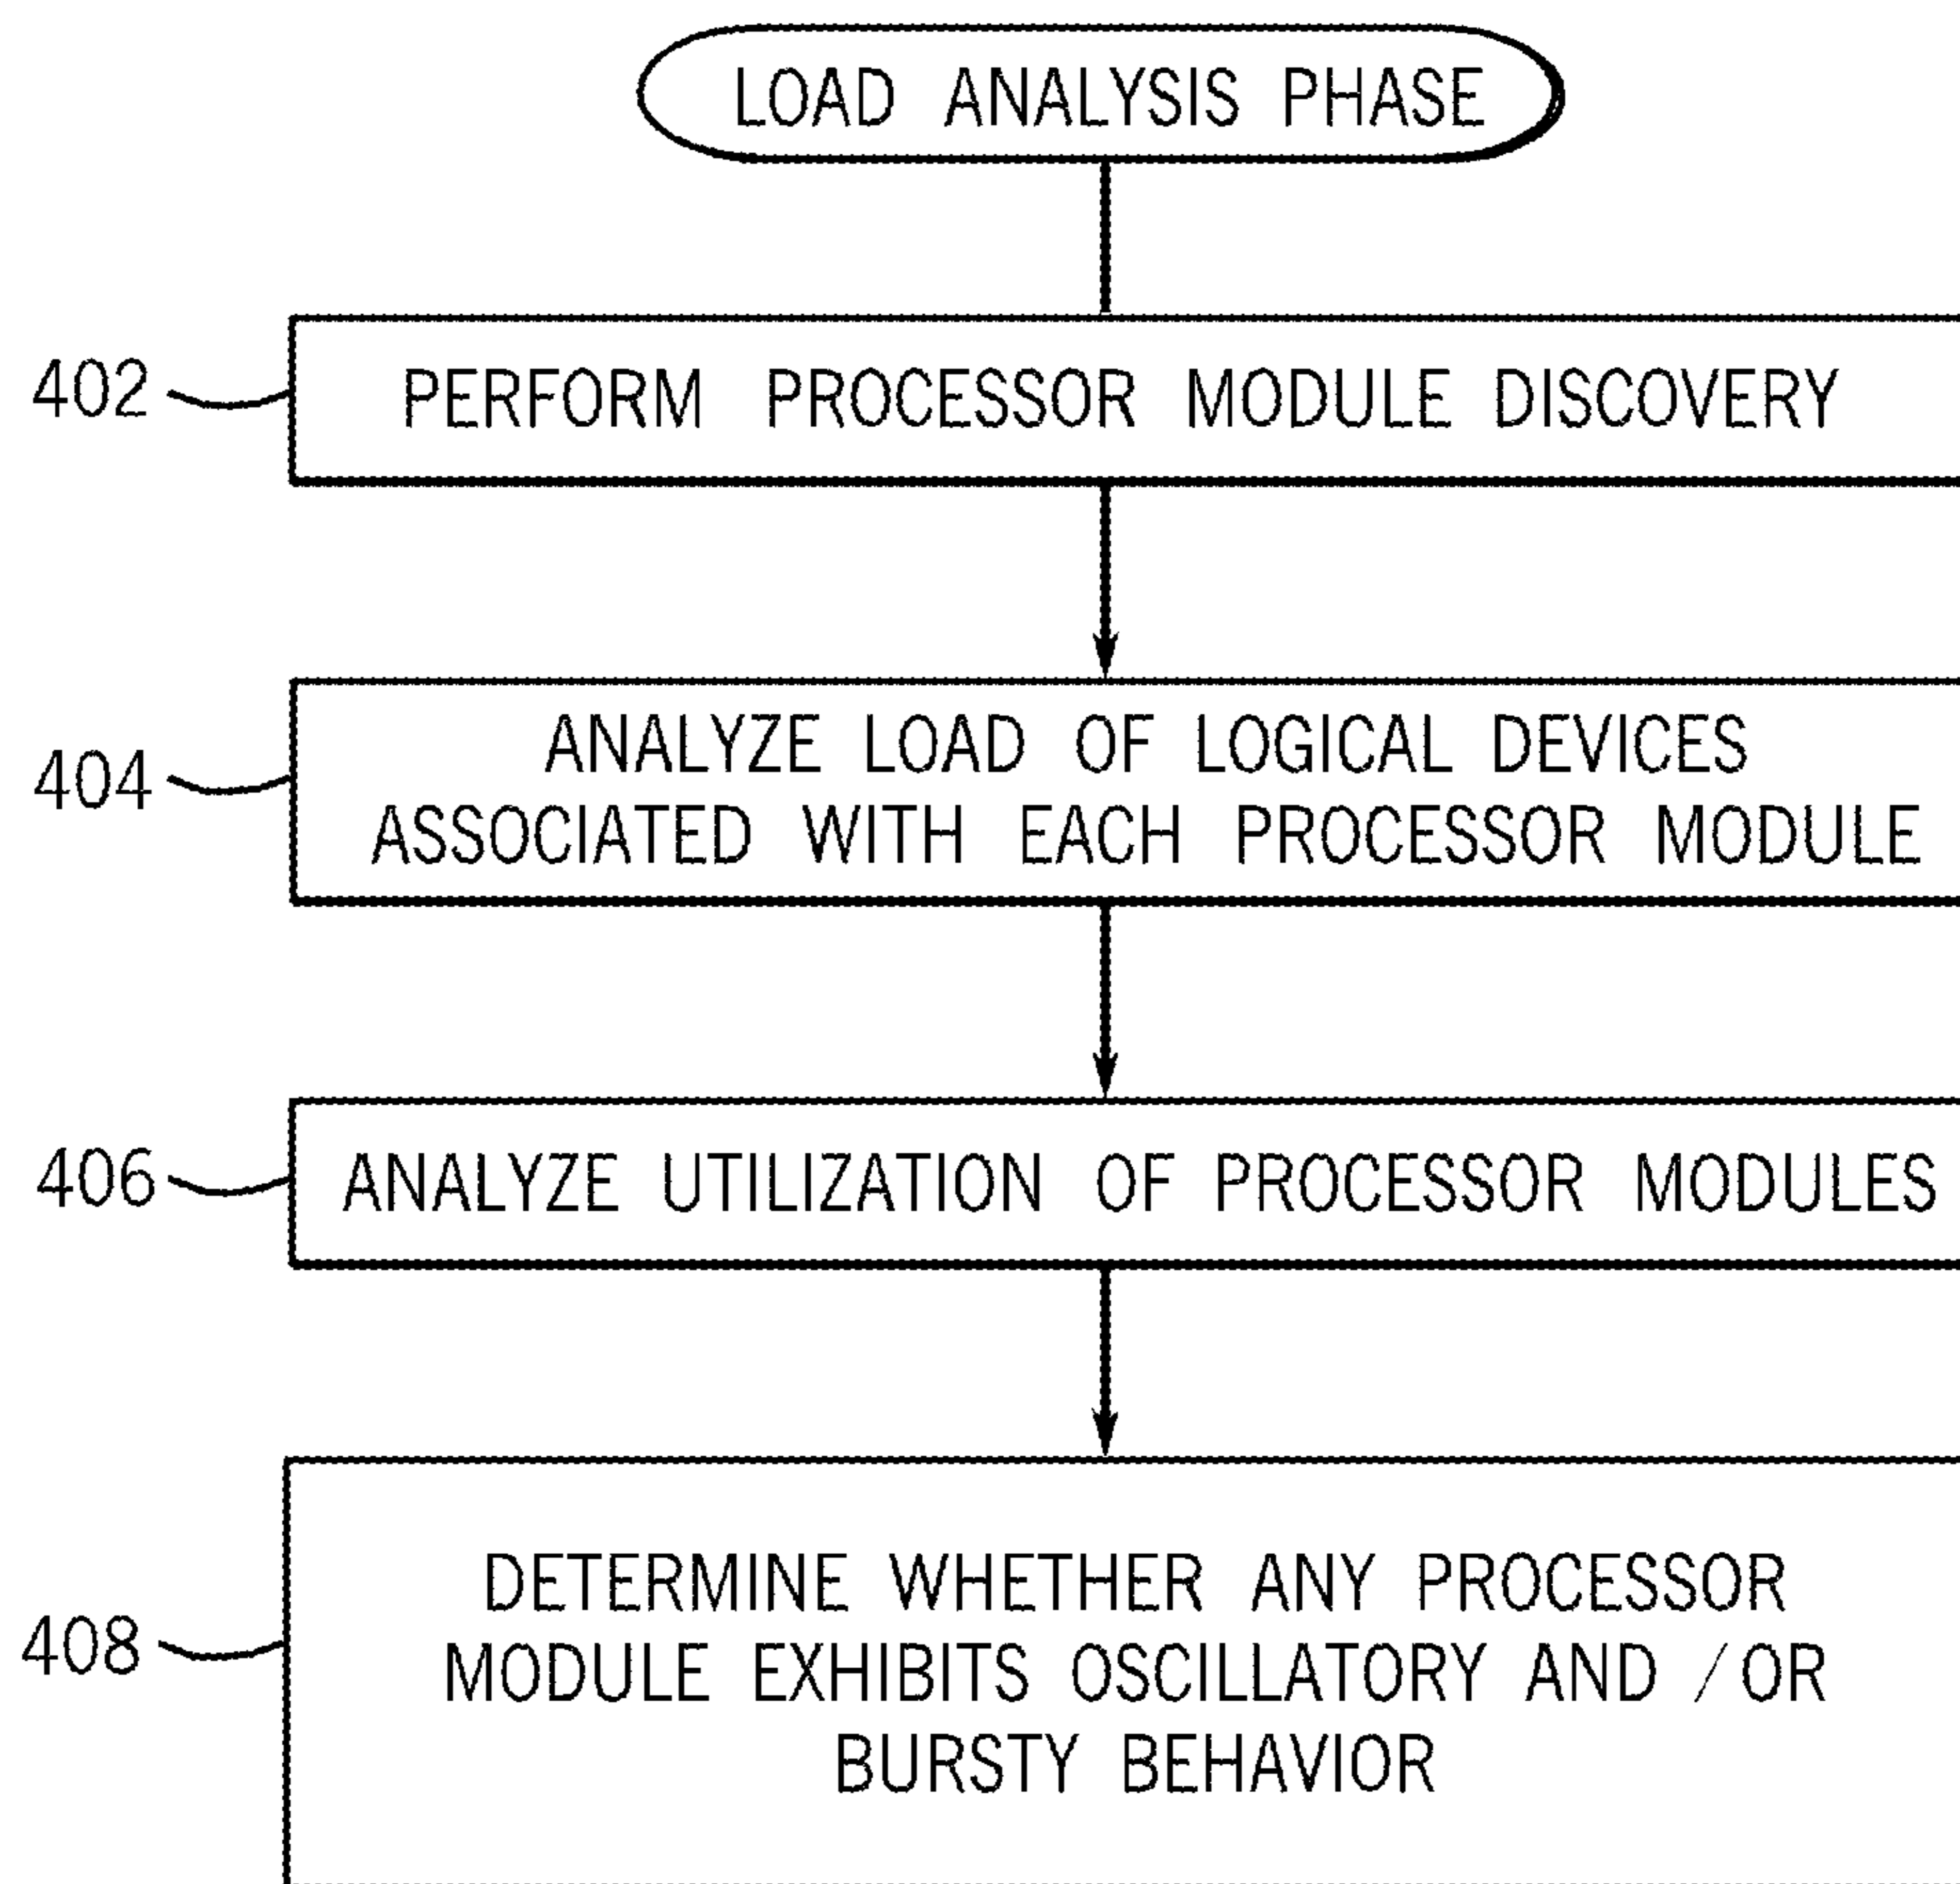 LOAD ANALYSIS PHASE
402
PERFORM PROCESSOR MODULE DISCOVERY
404
ANALYZE LOAD OF LOGICAL DEVICES
ASSOCIATED WITH EACH PROCESSOR MODULE
406
ANALYZE UTILIZATION OF PROCESSOR MODULES
408
DETERMINE WHETHER ANY PROCESSOR
MODULE EXHIBITS OSCILLATORY AND /OR
BURSTY BEHAVIOR